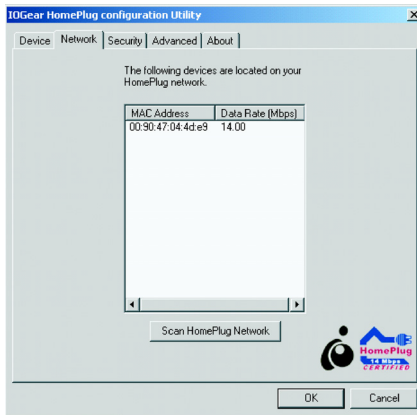 IOGear HomePlug configuration Utility
Device Network Security Advanced About
The following devices are located on your
HomePlug network.
MAC Address Data Rate (Mbps)
00:90:47:04:4d:e9 14.00
Scan HomePlug Network
HomePlug
14 Mbps
CERTIFIED
OK Cancel